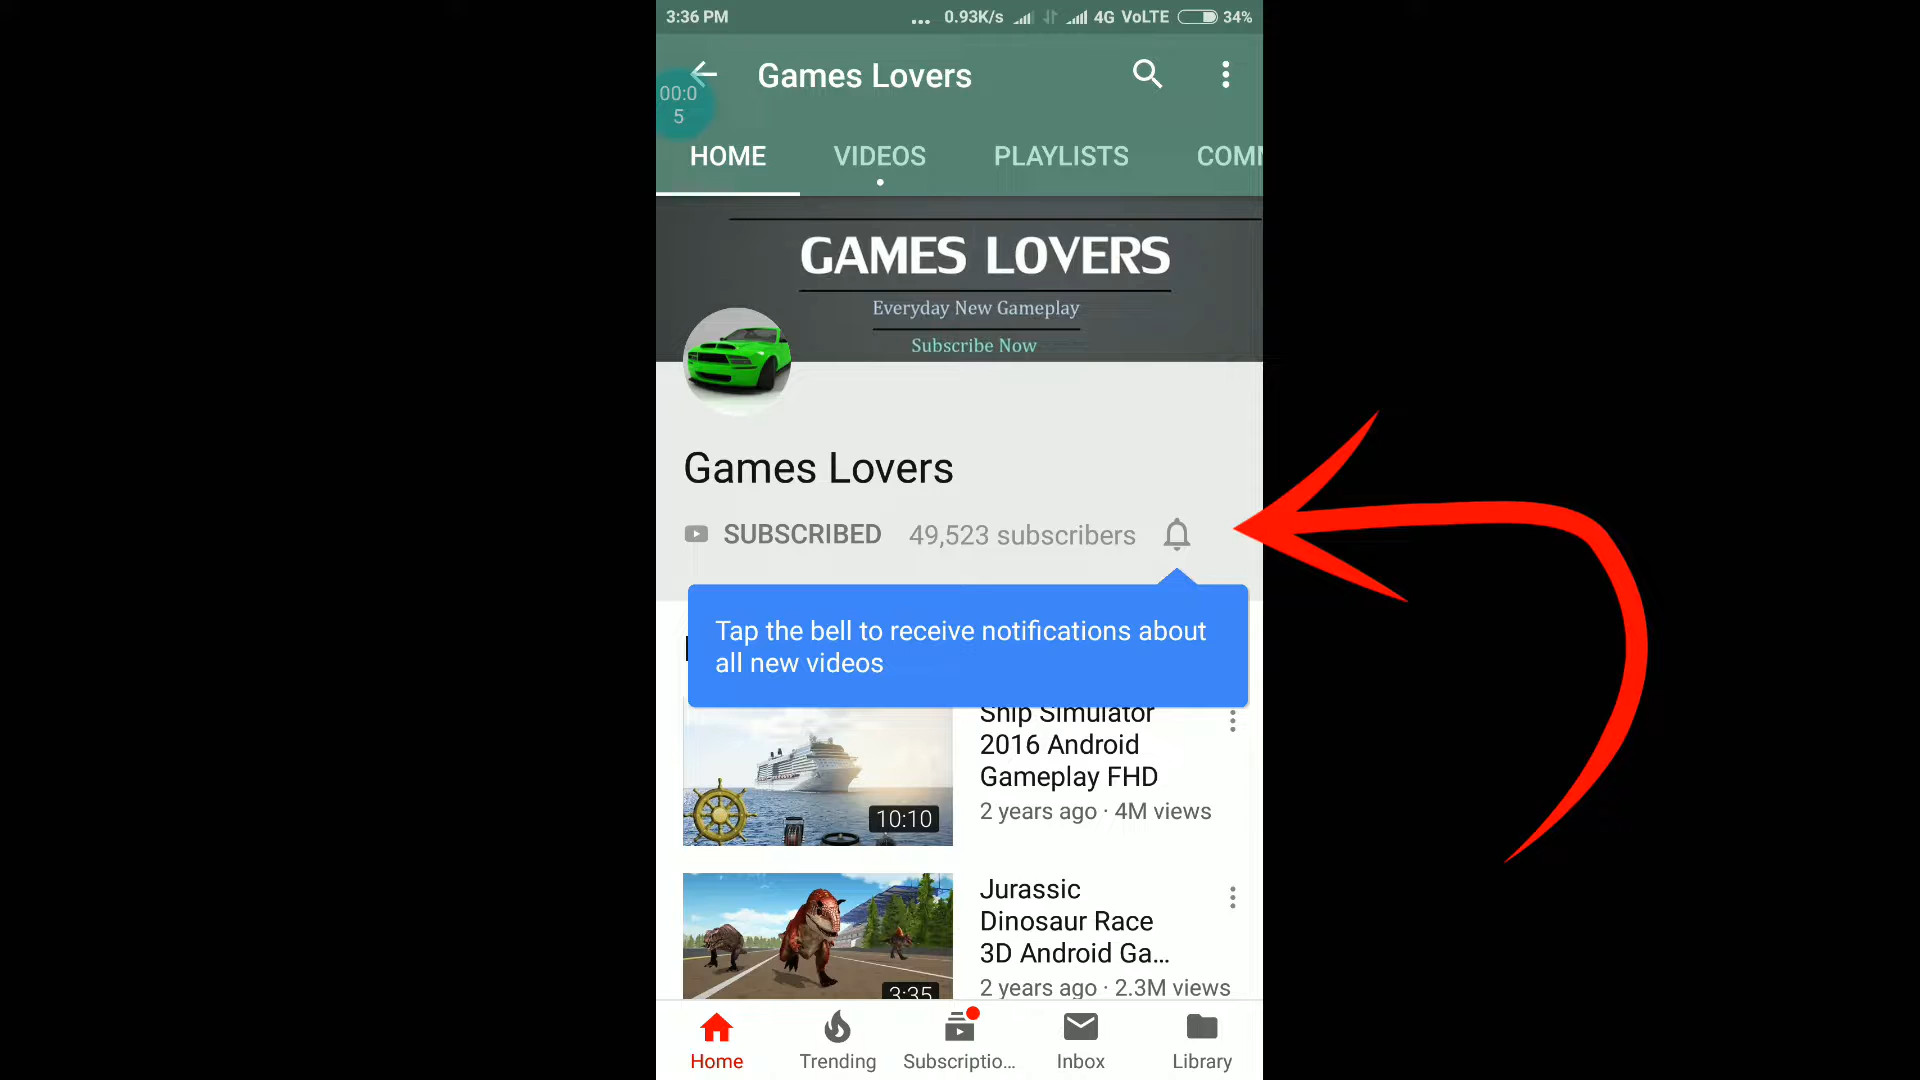 3:36 PM ... 0.93K/s 4G VoLTE 34%
Games Lovers
00:0
5
HOME VIDEOS PLAYLISTS COMM
GAMES LOVERS
Everyday New Gameplay
Subscribe Now
Games Lovers
SUBSCRIBED 49,523 subscribers
Tap the bell to receive notifications about
all new videos
Ship Simulator
2016 Android
Gameplay FHD
2 years ago · 4M views
10:10
Jurassic
Dinosaur Race
3D Android Ga...
2 years ago · 2.3M views
3:35
Home Trending Subscriptio... Inbox Library